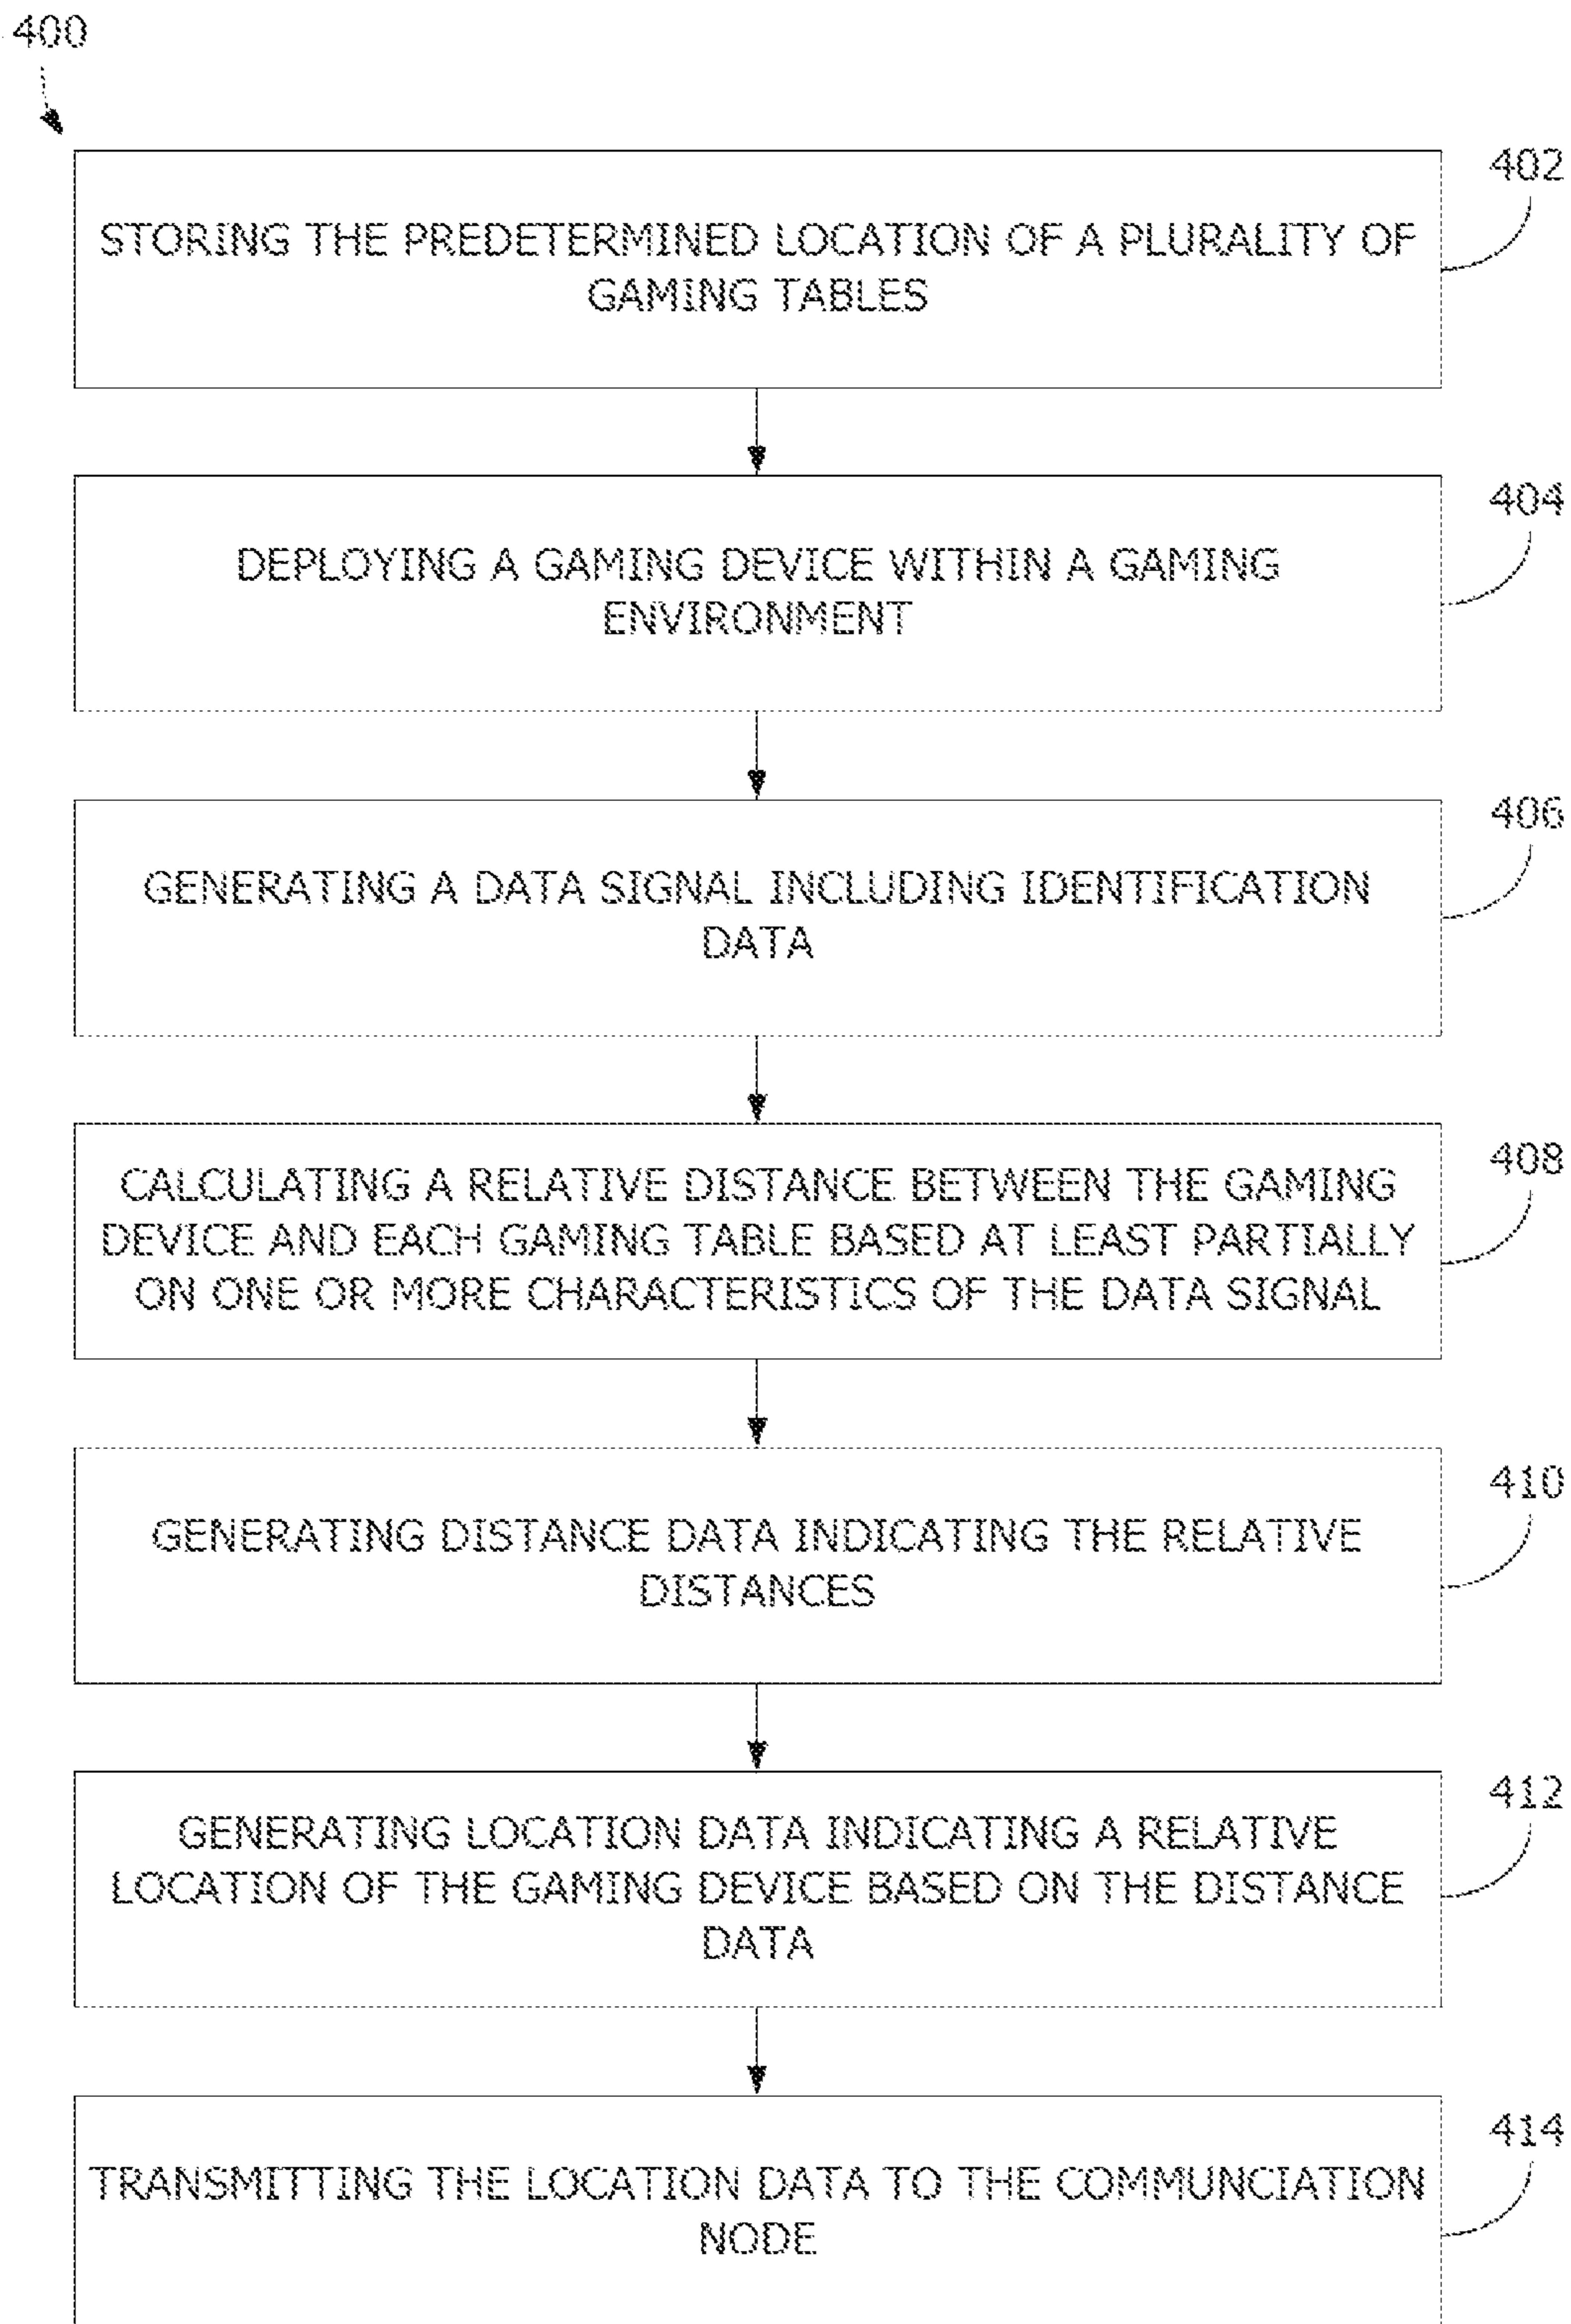 400
402
STORING THE PREDETERMINED LOCATION OF A PLURALITY OF
GAMING TABLES
404
DEPLOYING A GAMING DEVICE WITHIN A GAMING
ENVIRONMENT
406
GENERATING A DATA SIGNAL INCLUDING IDENTIFICATION
DATA
408
CALCULATING A RELATIVE DISTANCE BETWEEN THE GAMING
DEVICE AND EACH GAMING TABLE BASED AT LEAST PARTIALLY
ON ONE OR MORE CHARACTERISTICS OF THE DATA SIGNAL
410
GENERATING DISTANCE DATA INDICATING THE RELATIVE
DISTANCES
412
GENERATING LOCATION DATA INDICATING A RELATIVE
LOCATION OF THE GAMING DEVICE BASED ON THE DISTANCE
DATA
414
TRANSMITTING THE LOCATION DATA TO THE COMMUNCIATION
NODE